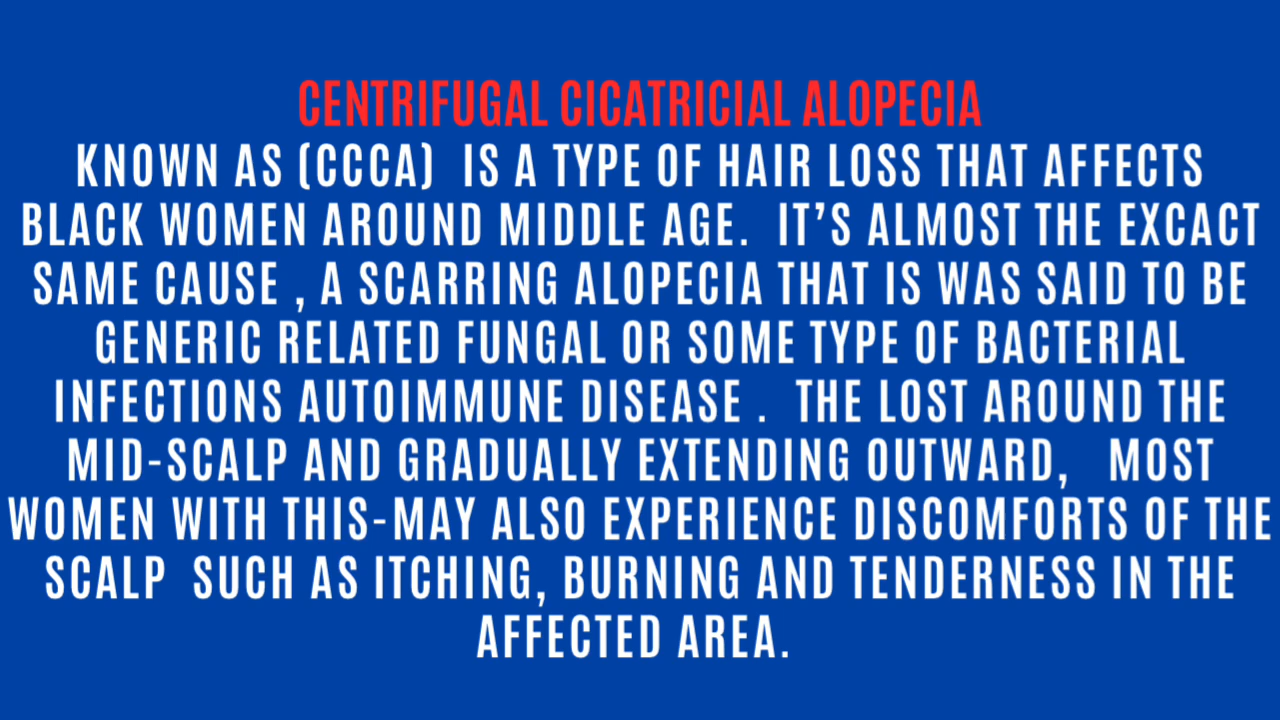 CENTRIFUGAL CICATRICIAL ALOPECIA
KNOWN AS (CCCA) IS A TYPE OF HAIR LOSS THAT AFFECTS
BLACK WOMEN AROUND MIDDLE AGE. IT’S ALMOST THE EXCACT
SAME CAUSE , A SCARRING ALOPECIA THAT IS WAS SAID TO BE
GENERIC RELATED FUNGAL OR SOME TYPE OF BACTERIAL
INFECTIONS AUTOIMMUNE DISEASE . THE LOST AROUND THE
MID-SCALP AND GRADUALLY EXTENDING OUTWARD, MOST
WOMEN WITH THIS-MAY ALSO EXPERIENCE DISCOMFORTS OF THE
SCALP SUCH AS ITCHING, BURNING AND TENDERNESS IN THE
AFFECTED AREA.